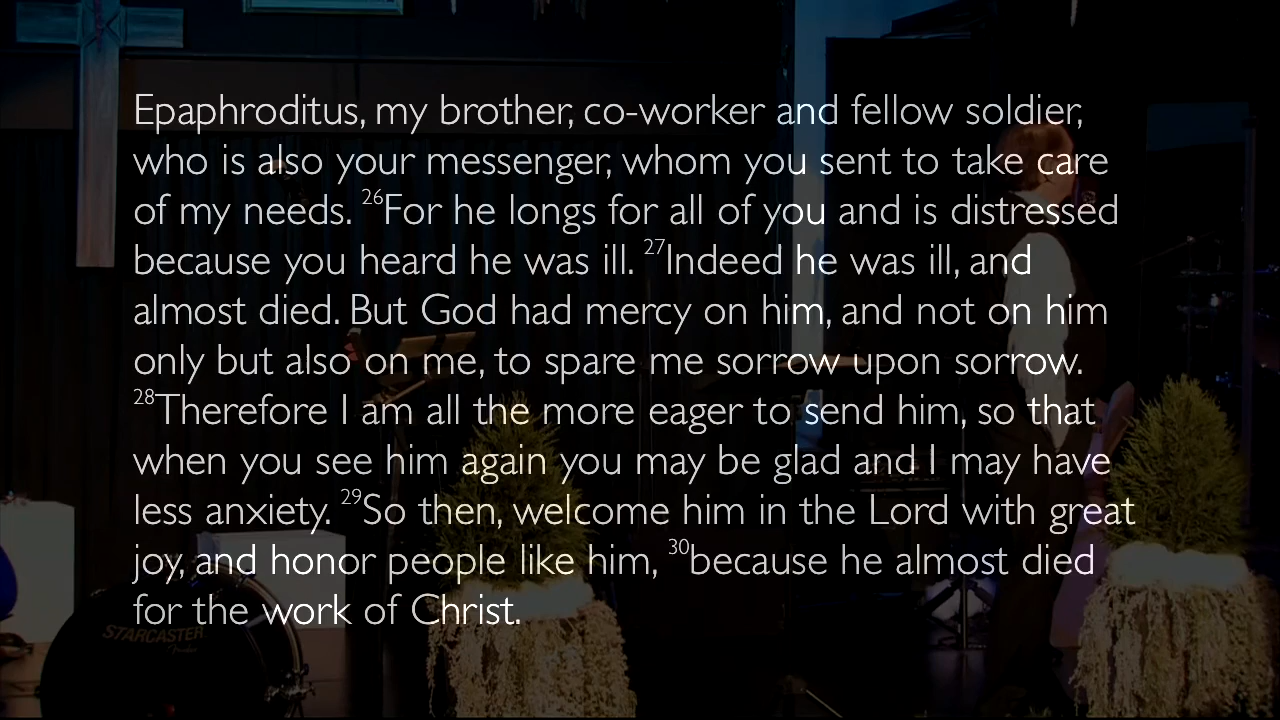 Epaphroditus, my brother, co-worker and fellow soldier,
who is also your messenger, whom you sent to take care
of my needs. 26For he longs for all of you and is distressed
because you heard he was ill. 27Indeed he was ill, and
almost died. But God had mercy on him, and not on him
only but also on me, to spare me sorrow upon sorrow.
28Therefore I am all the more eager to send him, so that
when you see him again you may be glad and I may have
less anxiety. 29So then, welcome him in the Lord with great
joy, and honor people like him, 30because he almost died
for the work of Christ.
STARCASTER
Fender